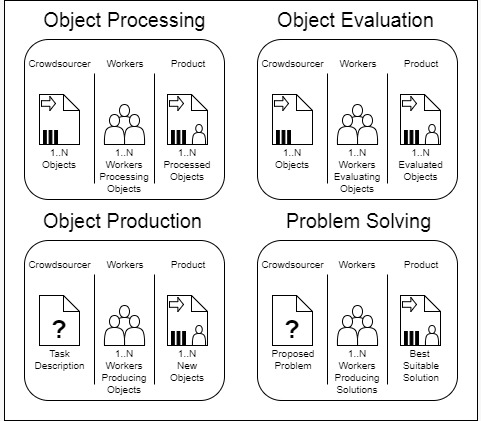 Object Processing
Crowdsourcer Workers Product
1..N
Objects
1..N
Workers
Processing
Objects
1..N
Processed
Objects
Object Evaluation
Crowdsourcer Workers Product
1..N
Objects
1..N
Workers
Evaluating
Objects
1..N
Evaluated
Objects
Object Production
Crowdsourcer Workers Product
?
Task
Description
1..N
Workers
Producing
Objects
1..N
New
Objects
Problem Solving
Crowdsourcer Workers Product
?
Proposed
Problem
1..N
Workers
Producing
Solutions
Best
Suitable
Solution